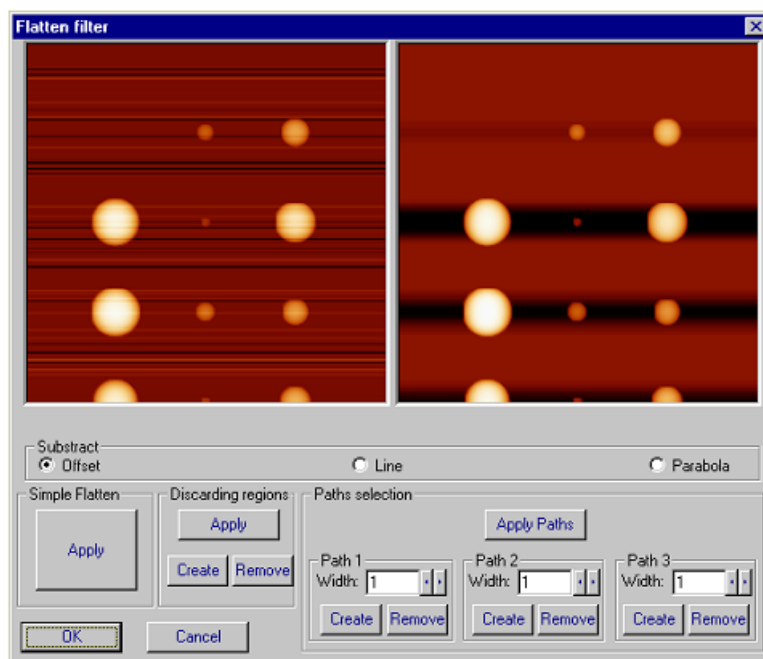 Flatten filter
Substract
Offset Line Parabola
Simple Flatten
Apply
Discarding regions
Apply
Create Remove
Paths selection
Apply Paths
Path 1
Width: 1
Create Remove
Path 2
Width: 1
Create Remove
Path 3
Width: 1
Create Remove
OK Cancel